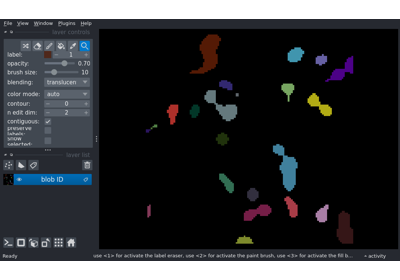 File View Window Plugins Help
layer controls
label: 1
opacity: 0.70
brush size: 10
blending: translucen
color mode: auto
contour: 0
n edit dim: 2
contiguous:
preserve
labels:
show
selected:
layer list
blob ID
Ready
use <1> for activate the label eraser, use <2> for activate the paint brush, use <3> for activate the fill b...
activity